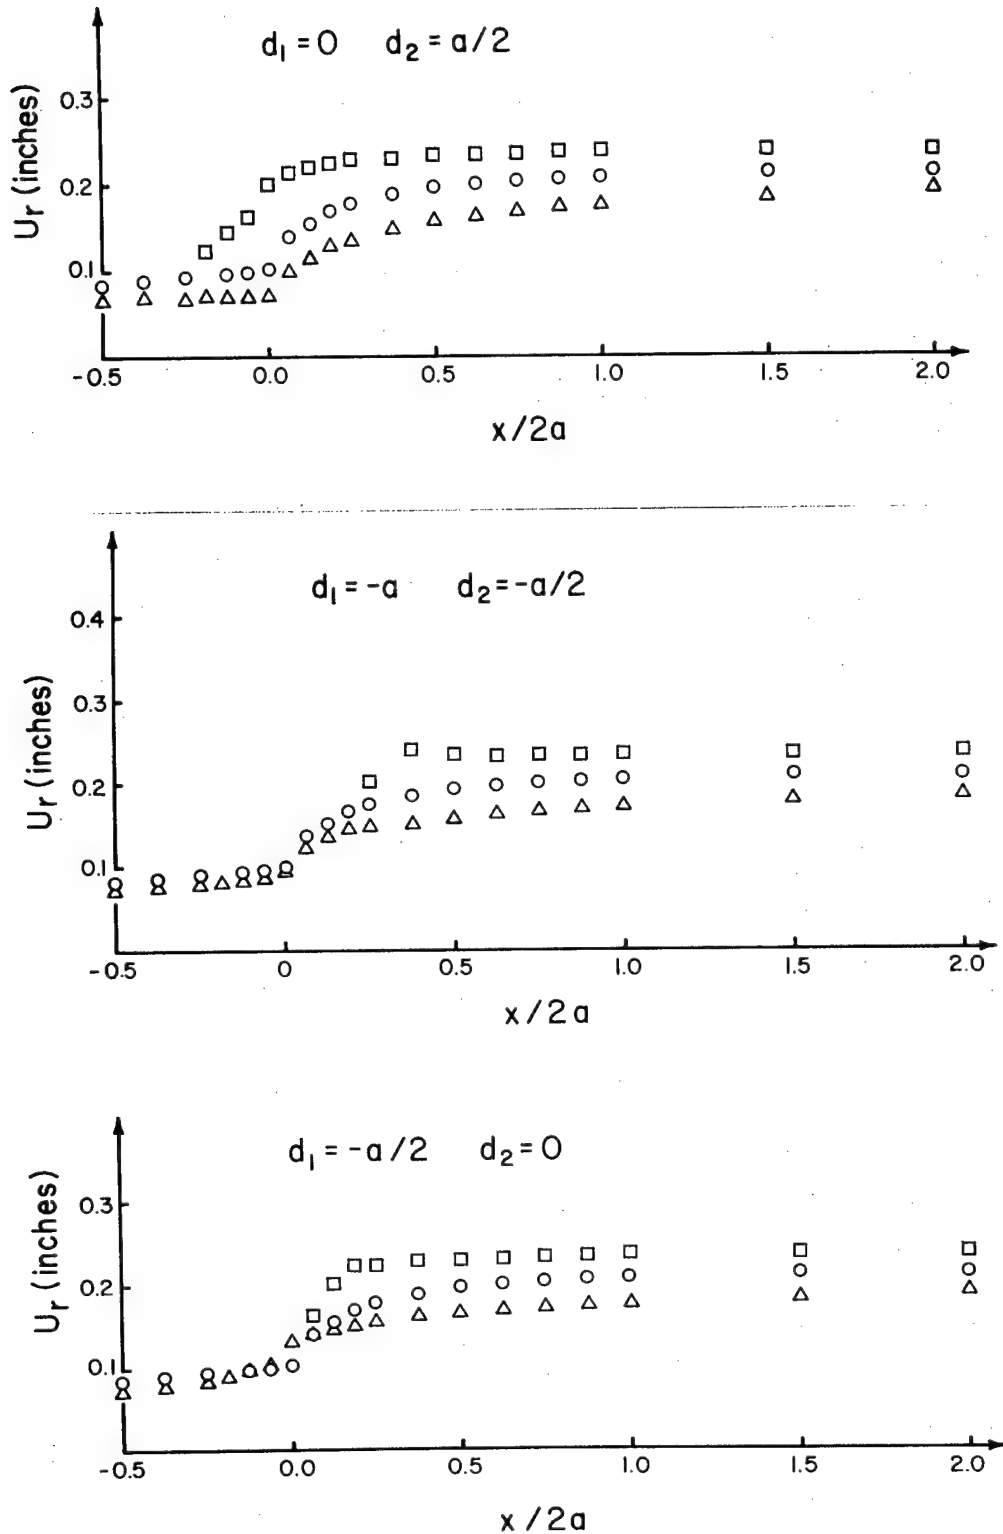 d₁ = 0 d₂ = a/2
Uᵣ (inches)
0.3
0.2
0.1
-0.5 0.0 0.5 1.0 1.5 2.0
x/2a
d₁ = -a d₂ = -a/2
Uᵣ (inches)
0.4
0.3
0.2
0.1
-0.5 0 0.5 1.0 1.5 2.0
x/2a
d₁ = -a/2 d₂ = 0
Uᵣ (inches)
0.3
0.2
0.1
-0.5 0.0 0.5 1.0 1.5 2.0
x/2a